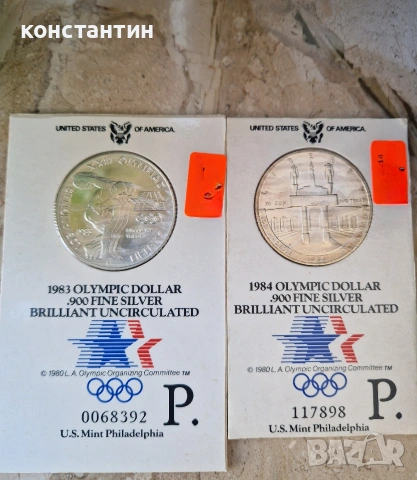 константин
UNITED STATES OF AMERICA
1983 OLYMPIC DOLLAR
.900 FINE SILVER
BRILLIANT UNCIRCULATED
© 1980 L.A. Olympic Organizing Committee TM
0068392 P.
U.S. Mint Philadelphia
UNITED STATES OF AMERICA
1984 OLYMPIC DOLLAR
.900 FINE SILVER
BRILLIANT UNCIRCULATED
© 1980 L.A. Olympic Organizing Committee TM
117898 P.
U.S. Mint Philadelphia
BAZAR